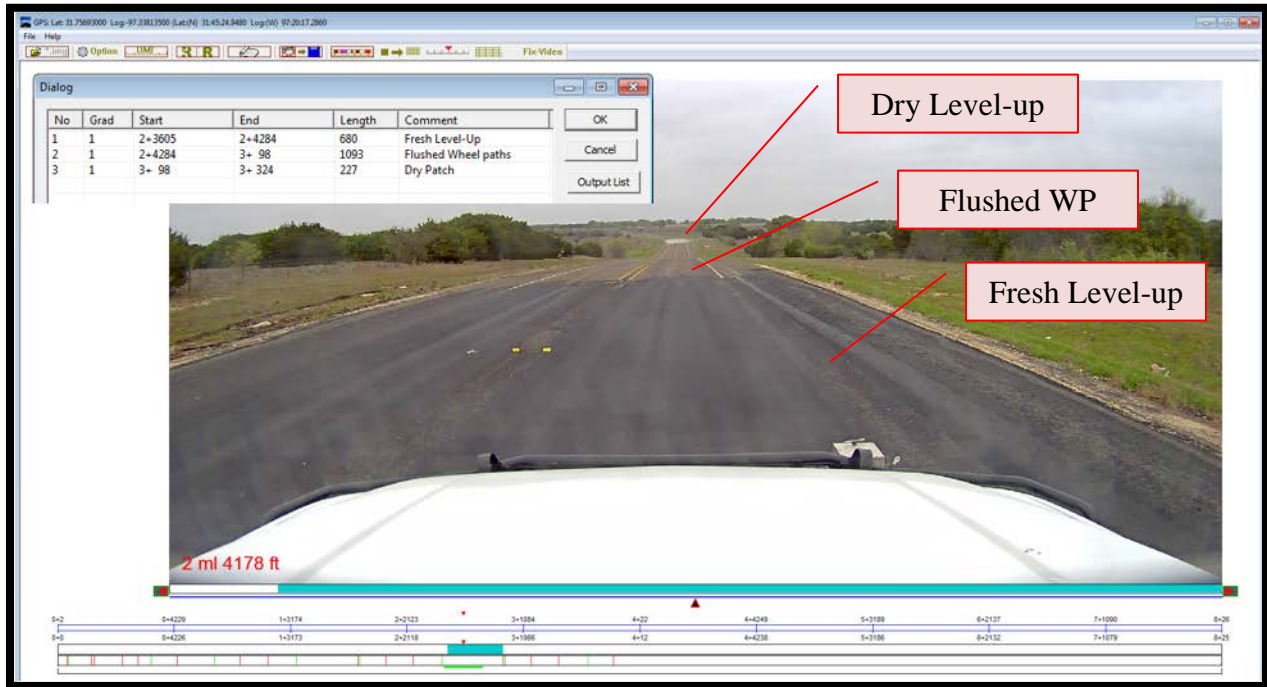 GPS: Lat: 31.75693000 Log:-97.33813500 (Lat:(N) 31:45:24.9480 Log:(W) 97:20:17.2860
File Help
*.img Option UMI R R Fix Video
Dialog
No Grad Start End Length Comment
1 1 2+3605 2+4284 680 Fresh Level-Up
2 1 2+4284 3+ 98 1093 Flushed Wheel paths
3 1 3+ 98 3+ 324 227 Dry Patch
OK
Cancel
Output List
Dry Level-up
Flushed WP
Fresh Level-up
2 ml 4178 ft
0+2 0+4229 1+3174 2+2123 3+1084 4+22 4+4249 5+3189 6+2137 7+1090 8+26
0+0 0+4226 1+3173 2+2118 3+1066 4+12 4+4238 5+3186 6+2132 7+1079 8+25